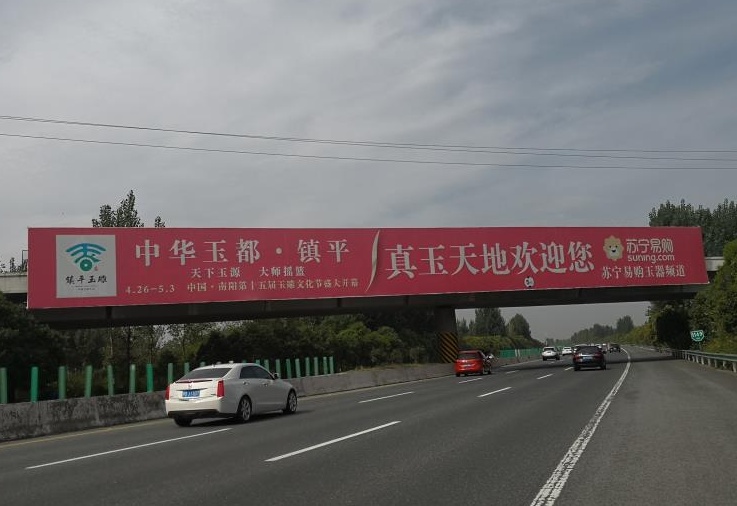 镇平玉雕
中华玉都·镇平
天下玉源 大师摇篮
4.26-5.3 中国·南阳第十五届玉雕文化节盛大开幕
真玉天地欢迎您
苏宁易购
suning.com
苏宁易购玉器频道